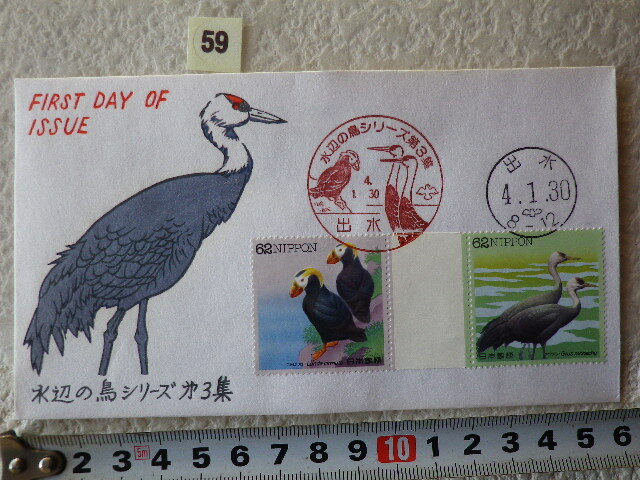 59
FIRST DAY OF
ISSUE
水辺の鳥シリーズ第3集
4.
1. 30
出水
出水
4.1.30
8-12
62 NIPPON
日本郵便
62 NIPPON
日本郵便
水辺の鳥シリーズ第3集
2 3 4 5 6 7 8 9 10 1 2 3 4 5 6
5m